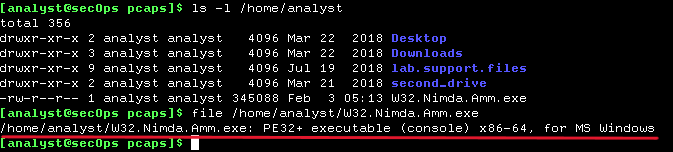 [analyst@secOps pcaps]$ ls -l /home/analyst
total 356
drwxr-xr-x 2 analyst analyst   4096 Mar 22  2018 Desktop
drwxr-xr-x 3 analyst analyst   4096 Mar 22  2018 Downloads
drwxr-xr-x 9 analyst analyst   4096 Jul 19  2018 lab.support.files
drwxr-xr-x 2 analyst analyst   4096 Mar 21  2018 second_drive
-rw-r--r-- 1 analyst analyst 345088 Feb  3 05:13 W32.Nimda.Amm.exe
[analyst@secOps pcaps]$ file /home/analyst/W32.Nimda.Amm.exe
/home/analyst/W32.Nimda.Amm.exe: PE32+ executable (console) x86-64, for MS Windows
[analyst@secOps pcaps]$